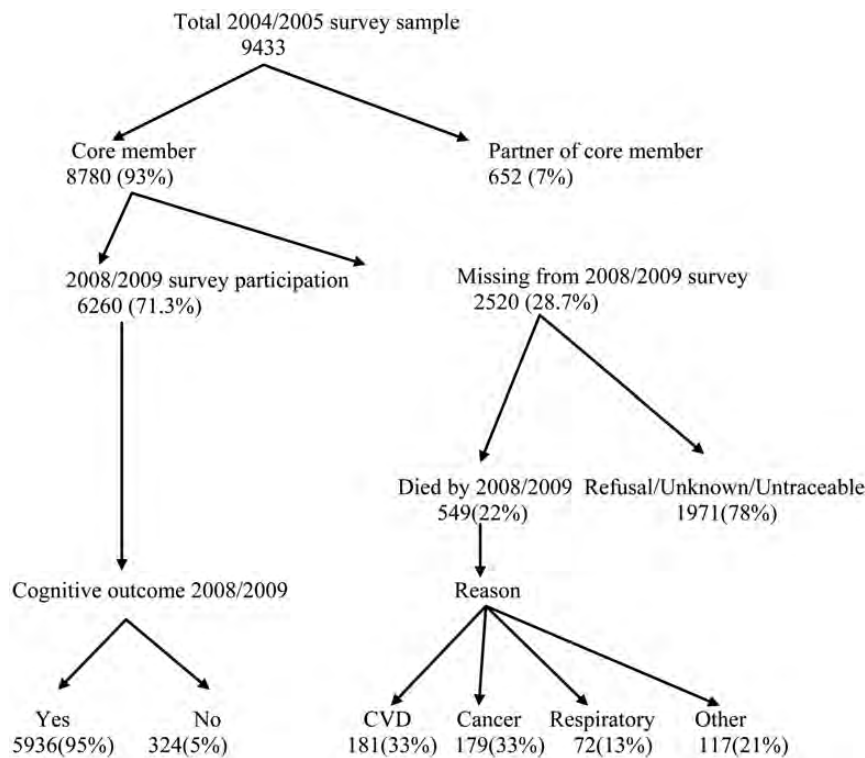 Total 2004/2005 survey sample
9433
Core member
8780 (93%)
Partner of core member
652 (7%)
2008/2009 survey participation
6260 (71.3%)
Missing from 2008/2009 survey
2520 (28.7%)
Died by 2008/2009
549(22%)
Refusal/Unknown/Untraceable
1971(78%)
Cognitive outcome 2008/2009
Reason
Yes
5936(95%)
No
324(5%)
CVD
181(33%)
Cancer
179(33%)
Respiratory
72(13%)
Other
117(21%)